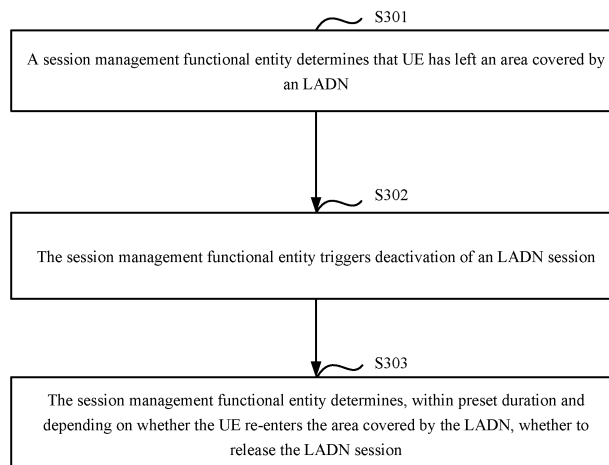 S301
A session management functional entity determines that UE has left an area covered by
an LADN
S302
The session management functional entity triggers deactivation of an LADN session
S303
The session management functional entity determines, within preset duration and
depending on whether the UE re-enters the area covered by the LADN, whether to
release the LADN session